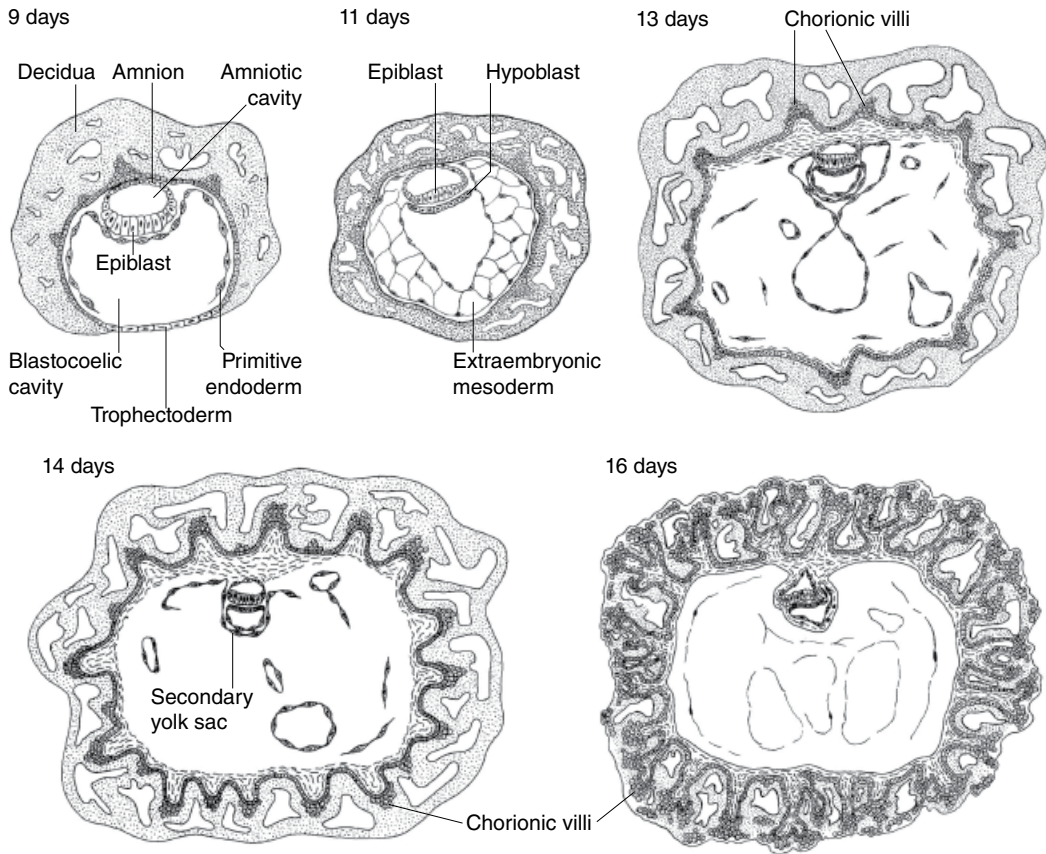 9 days
Decidua
Amnion
Amniotic
cavity
Epiblast
Blastocoelic
cavity
Primitive
endoderm
Trophectoderm
11 days
Epiblast
Hypoblast
Extraembryonic
mesoderm
13 days
Chorionic villi
14 days
Secondary
yolk sac
16 days
Chorionic villi